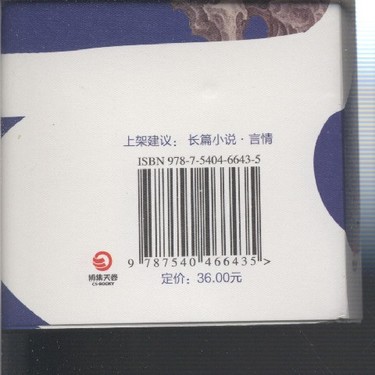 上架建议：长篇小说·言情
ISBN 978-7-5404-6643-5
9 787540 466435 >
博集天卷
CS-BOOKY
定价：36.00元